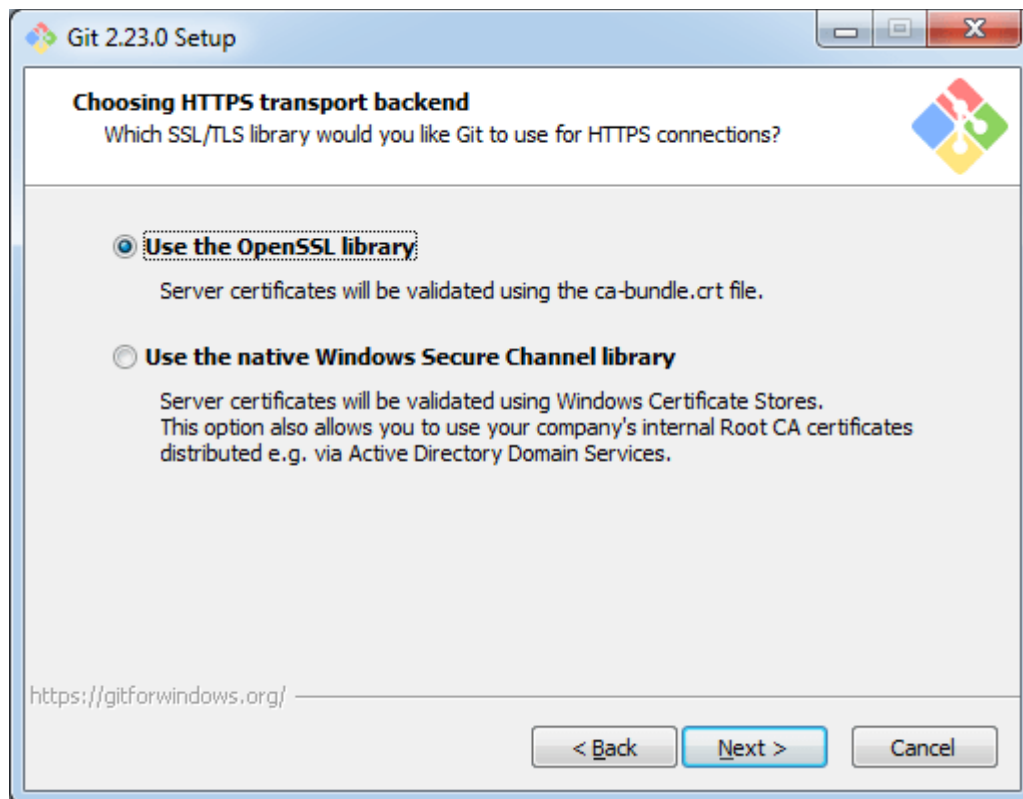 Git 2.23.0 Setup
Choosing HTTPS transport backend
Which SSL/TLS library would you like Git to use for HTTPS connections?
Use the OpenSSL library
Server certificates will be validated using the ca-bundle.crt file.
Use the native Windows Secure Channel library
Server certificates will be validated using Windows Certificate Stores.
This option also allows you to use your company's internal Root CA certificates
distributed e.g. via Active Directory Domain Services.
https://gitforwindows.org/
< Back Next > Cancel